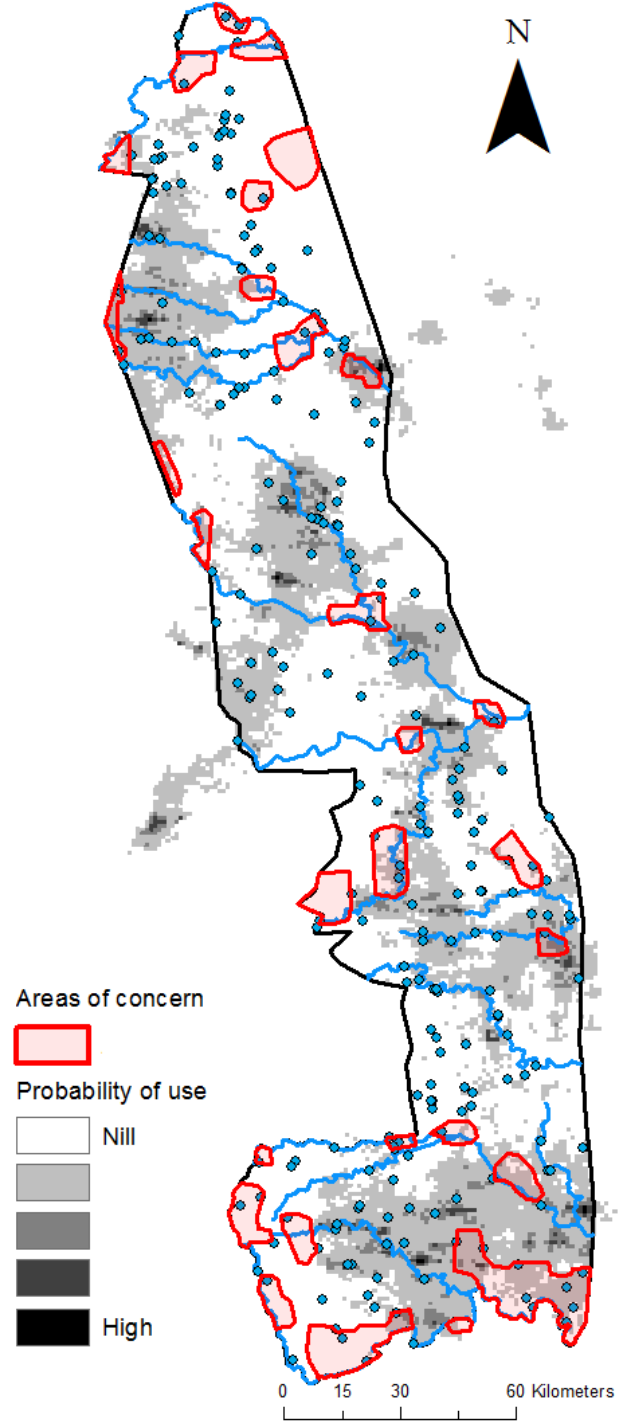 N
Areas of concern
Probability of use
Nill
High
0 15 30 60 Kilometers